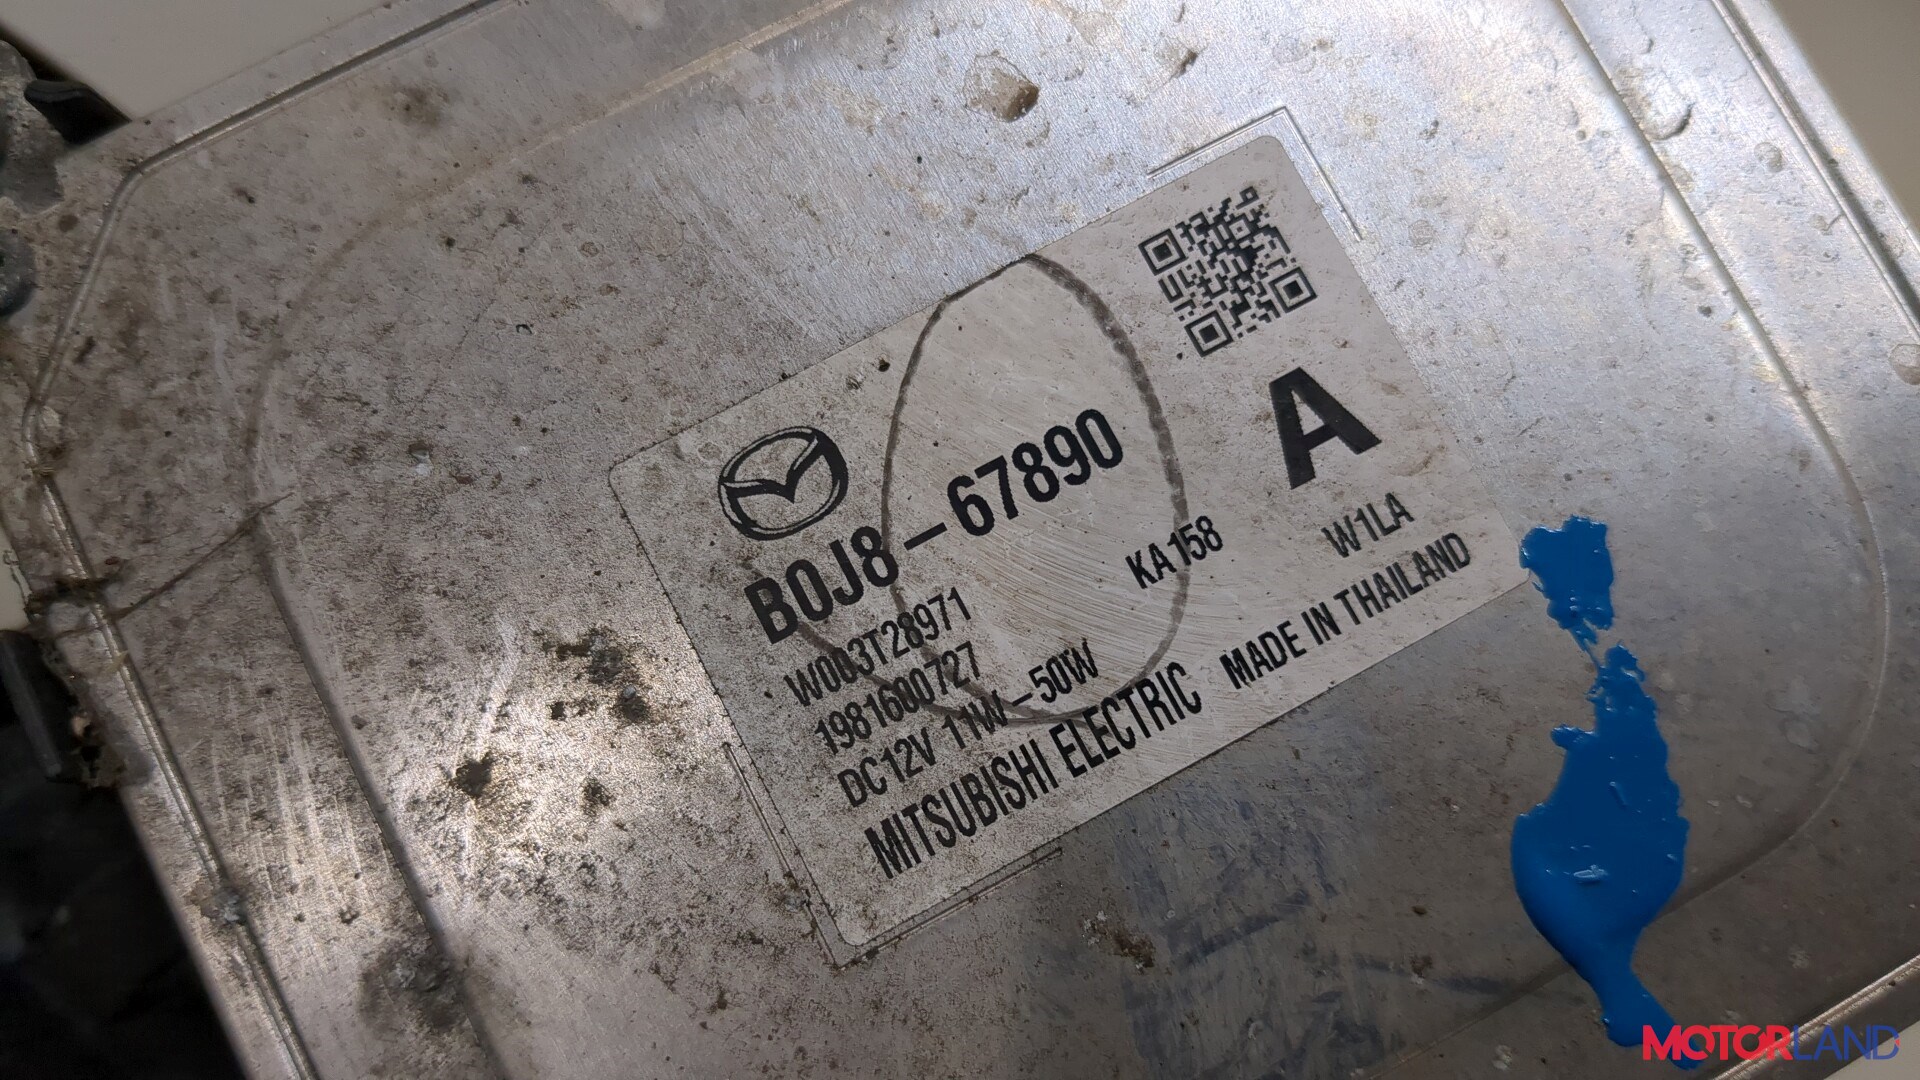 A
B0J8-67890
W003T28971 KA158 W1LA
1981600727
DC12V 11W-50W
MITSUBISHI ELECTRIC MADE IN THAILAND
MOTORLAND